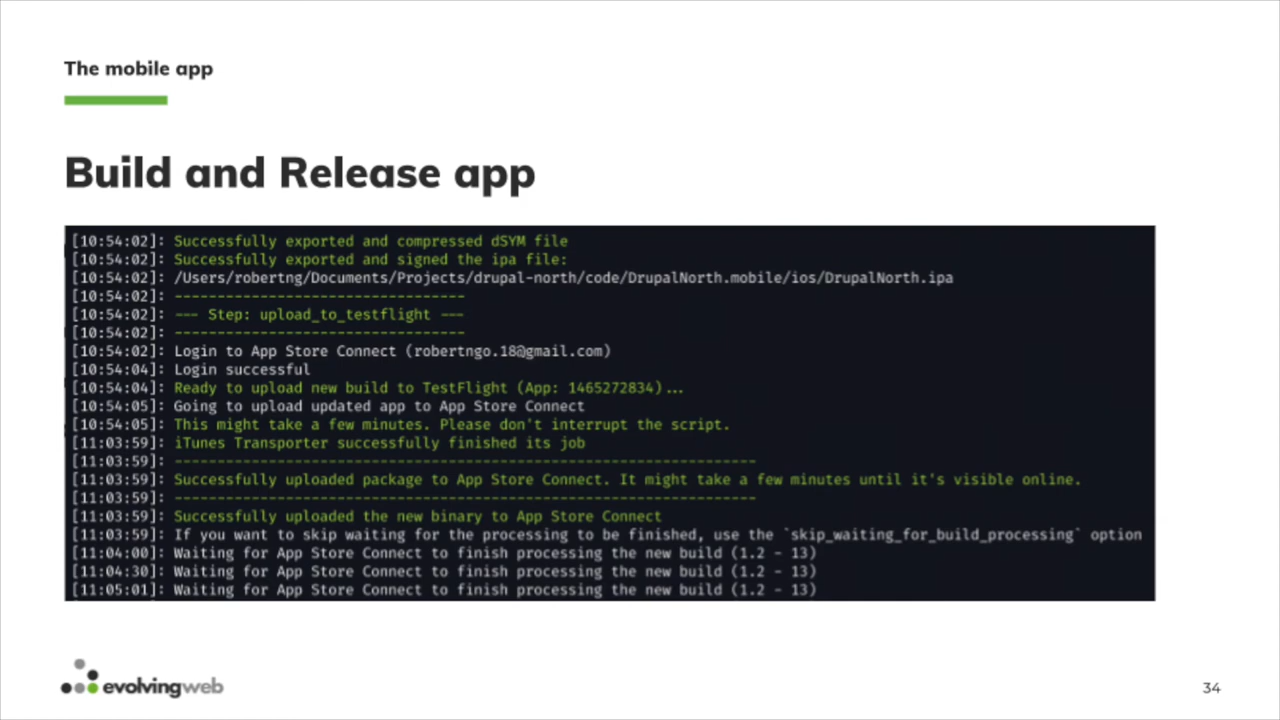 The mobile app
Build and Release app
[10:54:02]: Successfully exported and compressed dSYM file
[10:54:02]: Successfully exported and signed the ipa file:
[10:54:02]: /Users/robertng/Documents/Projects/drupal-north/code/DrupalNorth.mobile/ios/DrupalNorth.ipa
[10:54:02]: ----------------------------------
[10:54:02]: --- Step: upload_to_testflight ---
[10:54:02]: ----------------------------------
[10:54:02]: Login to App Store Connect (robertngo.18@gmail.com)
[10:54:04]: Login successful
[10:54:04]: Ready to upload new build to TestFlight (App: 1465272834)...
[10:54:05]: Going to upload updated app to App Store Connect
[10:54:05]: This might take a few minutes. Please don't interrupt the script.
[11:03:59]: iTunes Transporter successfully finished its job
[11:03:59]: --------------------------------------------------------------------
[11:03:59]: Successfully uploaded package to App Store Connect. It might take a few minutes until it's visible online.
[11:03:59]: --------------------------------------------------------------------
[11:03:59]: Successfully uploaded the new binary to App Store Connect
[11:03:59]: If you want to skip waiting for the processing to be finished, use the `skip_waiting_for_build_processing` option
[11:04:00]: Waiting for App Store Connect to finish processing the new build (1.2 - 13)
[11:04:30]: Waiting for App Store Connect to finish processing the new build (1.2 - 13)
[11:05:01]: Waiting for App Store Connect to finish processing the new build (1.2 - 13)
evolvingweb
34